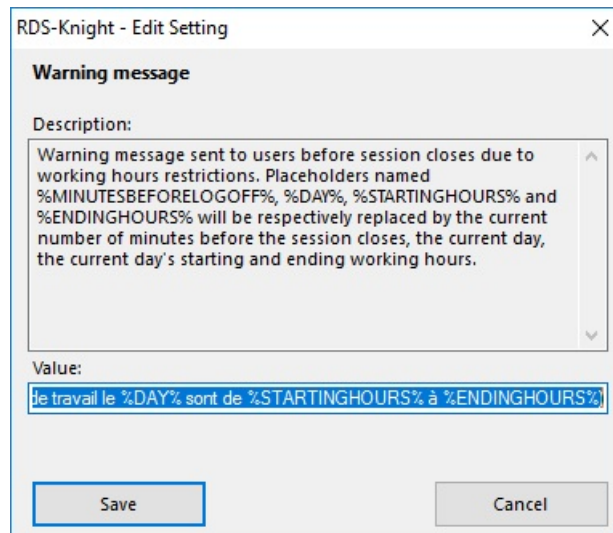 RDS-Knight - Edit Setting
Warning message
Description:
Warning message sent to users before session closes due to
working hours restrictions. Placeholders named
%MINUTESBEFORELOGOFF%, %DAY%, %STARTINGHOURS% and
%ENDINGHOURS% will be respectively replaced by the current
number of minutes before the session closes, the current day,
the current day's starting and ending working hours.
Value:
de travail le %DAY% sont de %STARTINGHOURS% à %ENDINGHOURS%)
Save
Cancel